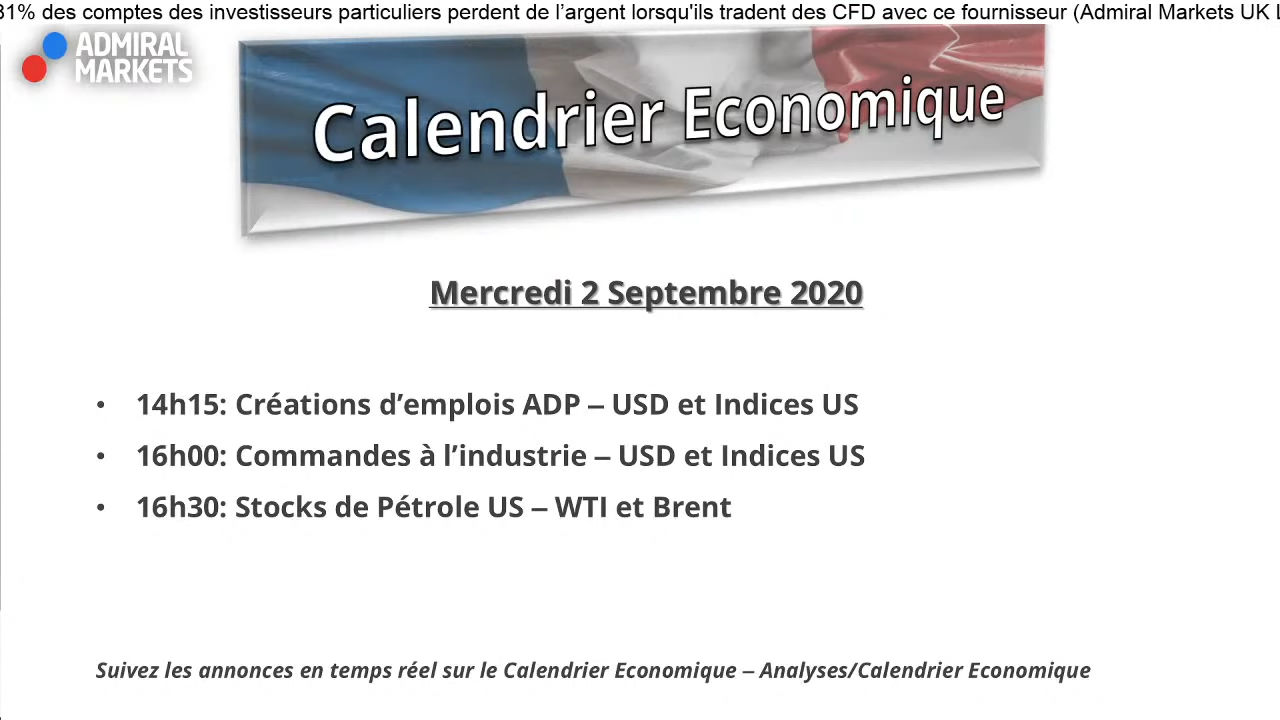 81% des comptes des investisseurs particuliers perdent de l’argent lorsqu'ils tradent des CFD avec ce fournisseur (Admiral Markets UK L
ADMIRAL
MARKETS
Calendrier Economique
Mercredi 2 Septembre 2020
• 14h15: Créations d’emplois ADP – USD et Indices US
• 16h00: Commandes à l’industrie – USD et Indices US
• 16h30: Stocks de Pétrole US – WTI et Brent
Suivez les annonces en temps réel sur le Calendrier Economique – Analyses/Calendrier Economique